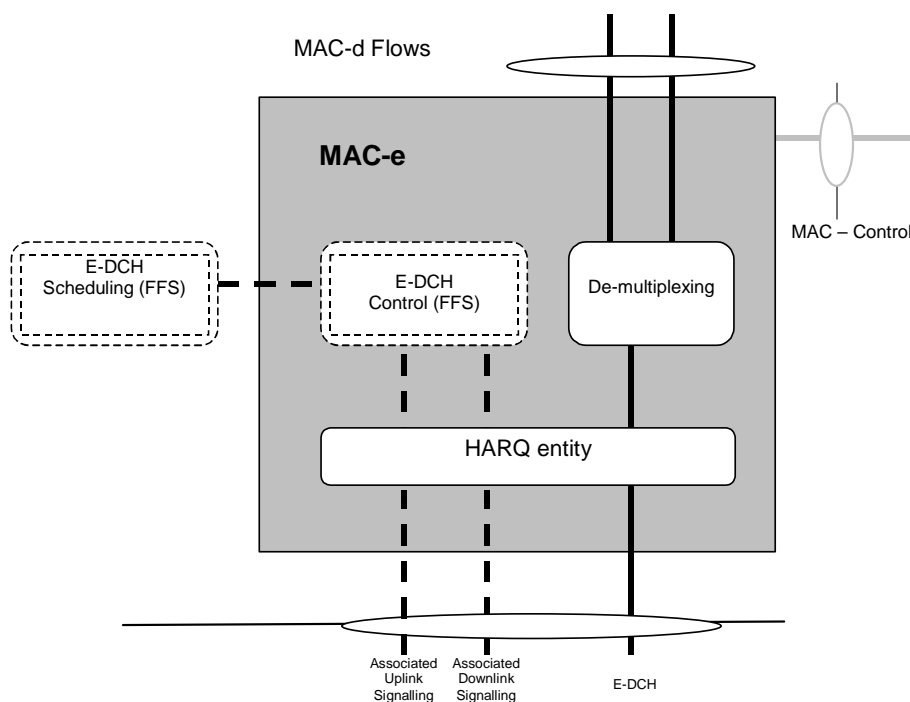 MAC-d Flows
MAC-e
MAC – Control
E-DCH
Scheduling (FFS)
E-DCH
Control (FFS)
De-multiplexing
HARQ entity
Associated
Uplink
Signalling
Associated
Downlink
Signalling
E-DCH